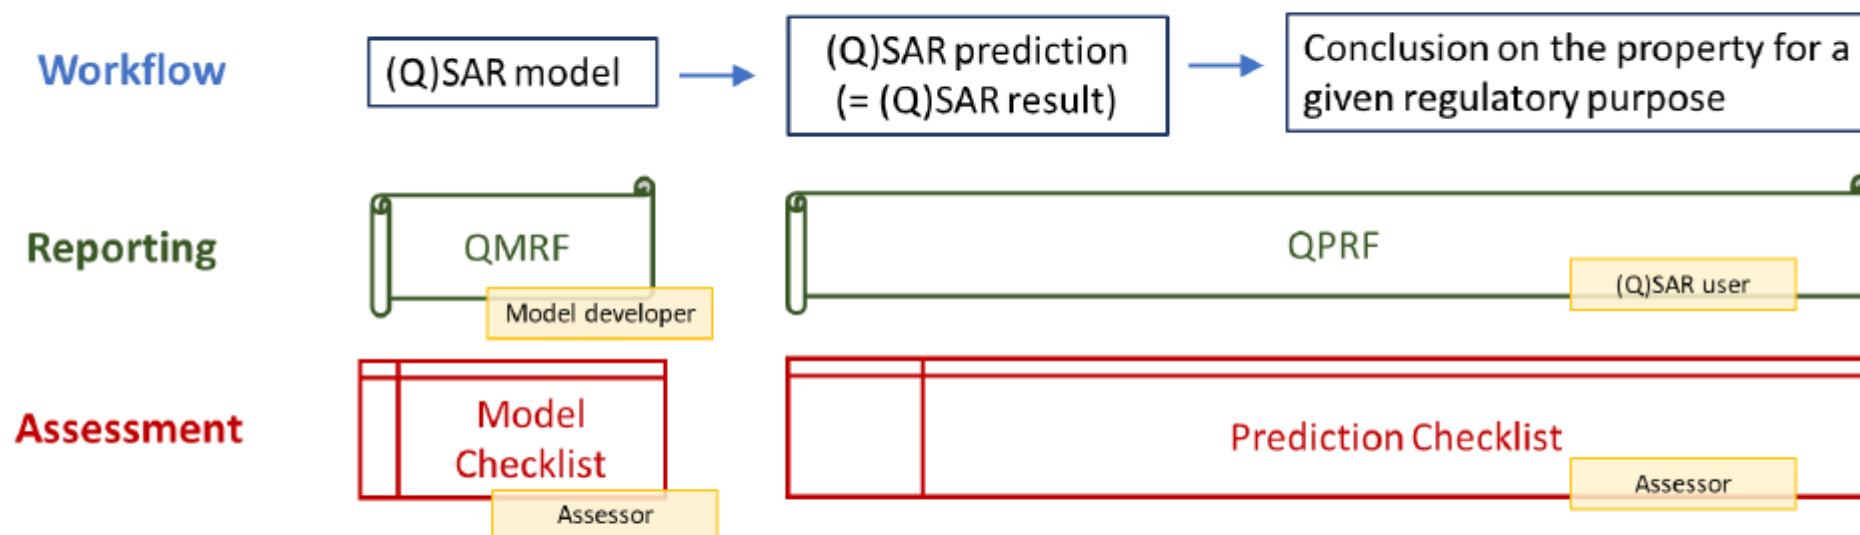 Workflow
(Q)SAR model
(Q)SAR prediction
(= (Q)SAR result)
Conclusion on the property for a
given regulatory purpose
Reporting
QMRF
Model developer
QPRF
(Q)SAR user
Assessment
Model
Checklist
Assessor
Prediction Checklist
Assessor